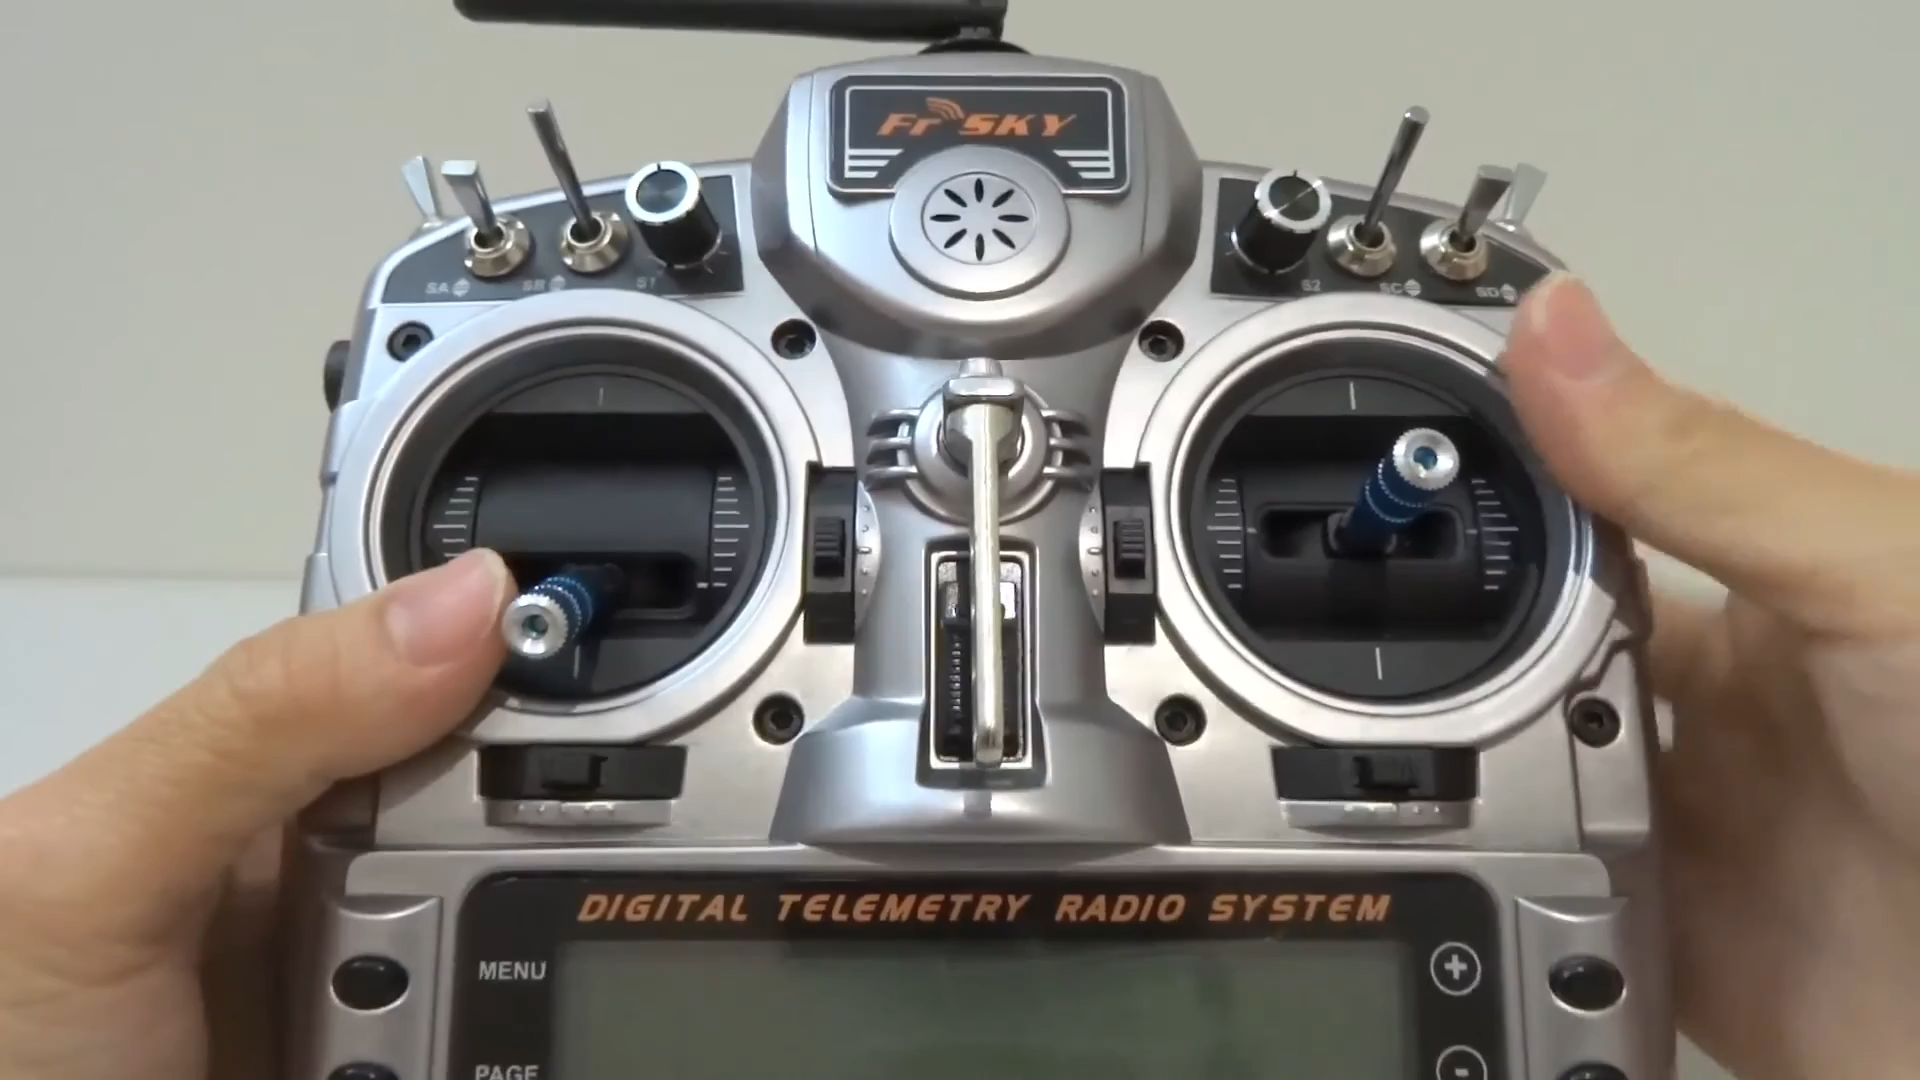 FrSKY
SA SB S1 S2 SC SD
DIGITAL TELEMETRY RADIO SYSTEM
MENU
+
PAGE
-